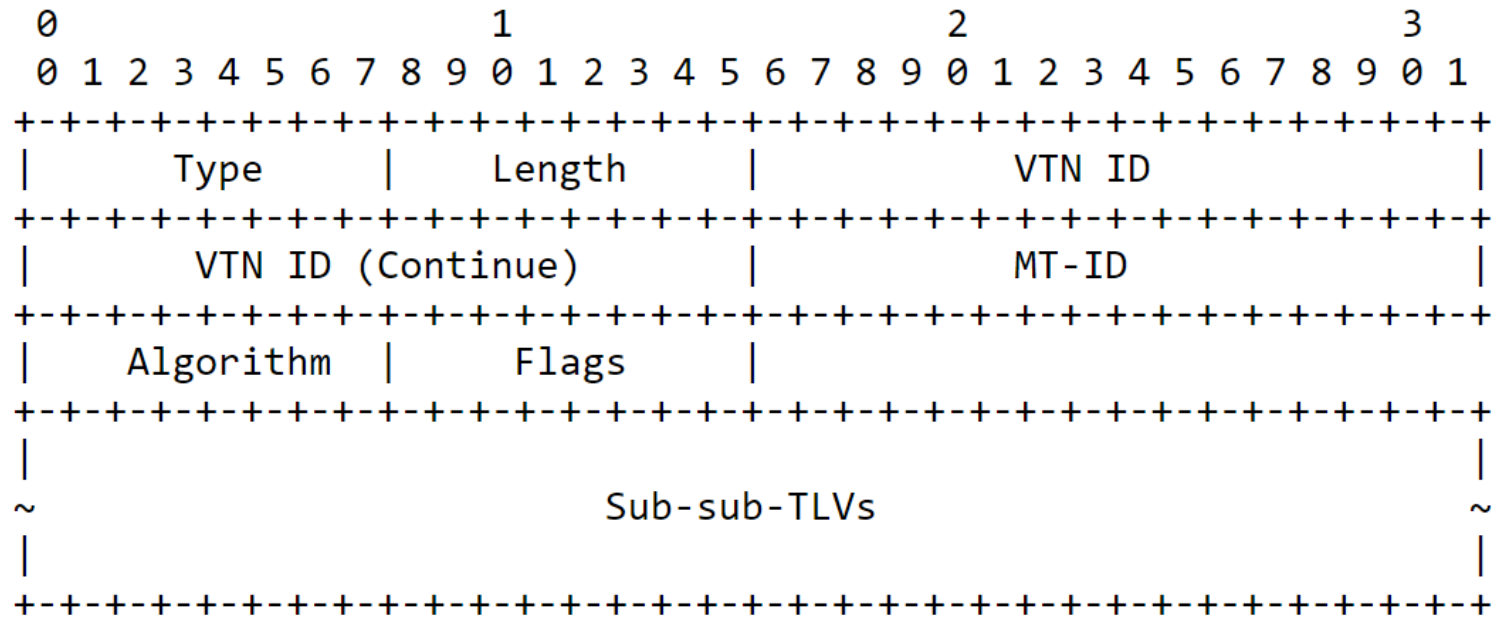 0                   1                   2                   3
 0 1 2 3 4 5 6 7 8 9 0 1 2 3 4 5 6 7 8 9 0 1 2 3 4 5 6 7 8 9 0 1
+-+-+-+-+-+-+-+-+-+-+-+-+-+-+-+-+-+-+-+-+-+-+-+-+-+-+-+-+-+-+-+-+
|      Type     |    Length     |           VTN ID              |
+-+-+-+-+-+-+-+-+-+-+-+-+-+-+-+-+-+-+-+-+-+-+-+-+-+-+-+-+-+-+-+-+
|       VTN ID (Continue)       |           MT-ID               |
+-+-+-+-+-+-+-+-+-+-+-+-+-+-+-+-+-+-+-+-+-+-+-+-+-+-+-+-+-+-+-+-+
|    Algorithm  |     Flags     |
+-+-+-+-+-+-+-+-+-+-+-+-+-+-+-+-+-+-+-+-+-+-+-+-+-+-+-+-+-+-+-+-+
|                                                               |
~                         Sub-sub-TLVs                          ~
|                                                               |
+-+-+-+-+-+-+-+-+-+-+-+-+-+-+-+-+-+-+-+-+-+-+-+-+-+-+-+-+-+-+-+-+